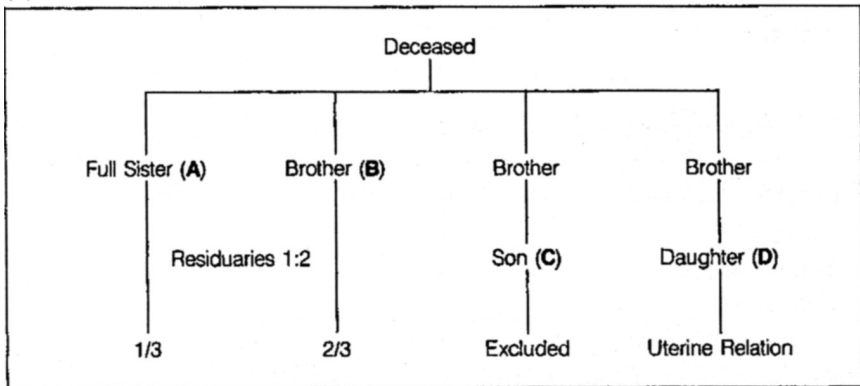 Deceased
Full Sister (A) Brother (B) Brother Brother
Residuaries 1:2 Son (C) Daughter (D)
1/3 2/3 Excluded Uterine Relation